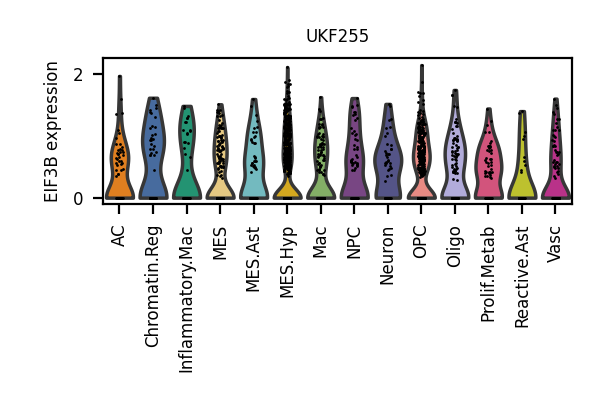 UKF255
EIF3B expression
2
0
AC
Chromatin.Reg
Inflammatory.Mac
MES
MES.Ast
MES.Hyp
Mac
NPC
Neuron
OPC
Oligo
Prolif.Metab
Reactive.Ast
Vasc